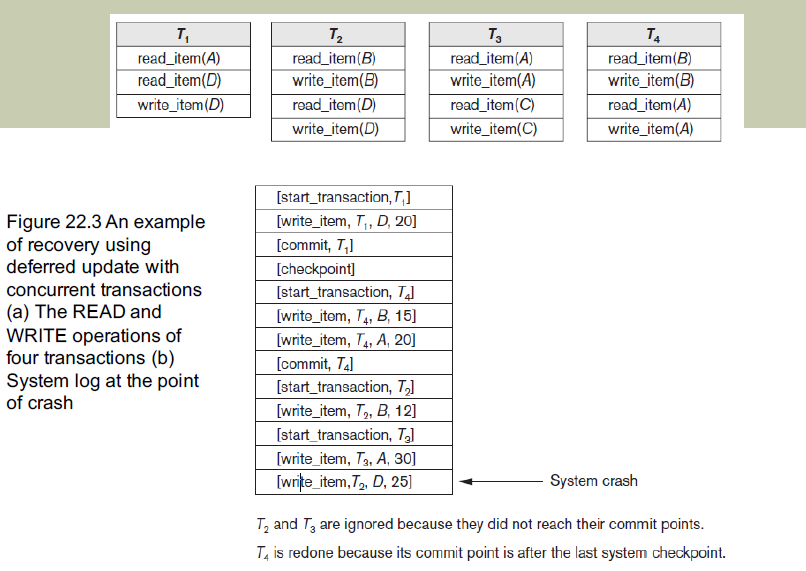 T₁ T₂ T₃ T₄
read_item(A) read_item(B) read_item(A) read_item(B)
read_item(D) write_item(B) write_item(A) write_item(B)
write_item(D) read_item(D) read_item(C) read_item(A)
write_item(D) write_item(C) write_item(A)
Figure 22.3 An example
of recovery using
deferred update with
concurrent transactions
(a) The READ and
WRITE operations of
four transactions (b)
System log at the point
of crash
[start_transaction,T₁]
[write_item, T₁, D, 20]
[commit, T₁]
[checkpoint]
[start_transaction, T₄]
[write_item, T₄, B, 15]
[write_item, T₄, A, 20]
[commit, T₄]
[start_transaction, T₂]
[write_item, T₂, B, 12]
[start_transaction, T₃]
[write_item, T₃, A, 30]
[write_item,T₂, D, 25] System crash
T₂ and T₃ are ignored because they did not reach their commit points.
T₄ is redone because its commit point is after the last system checkpoint.